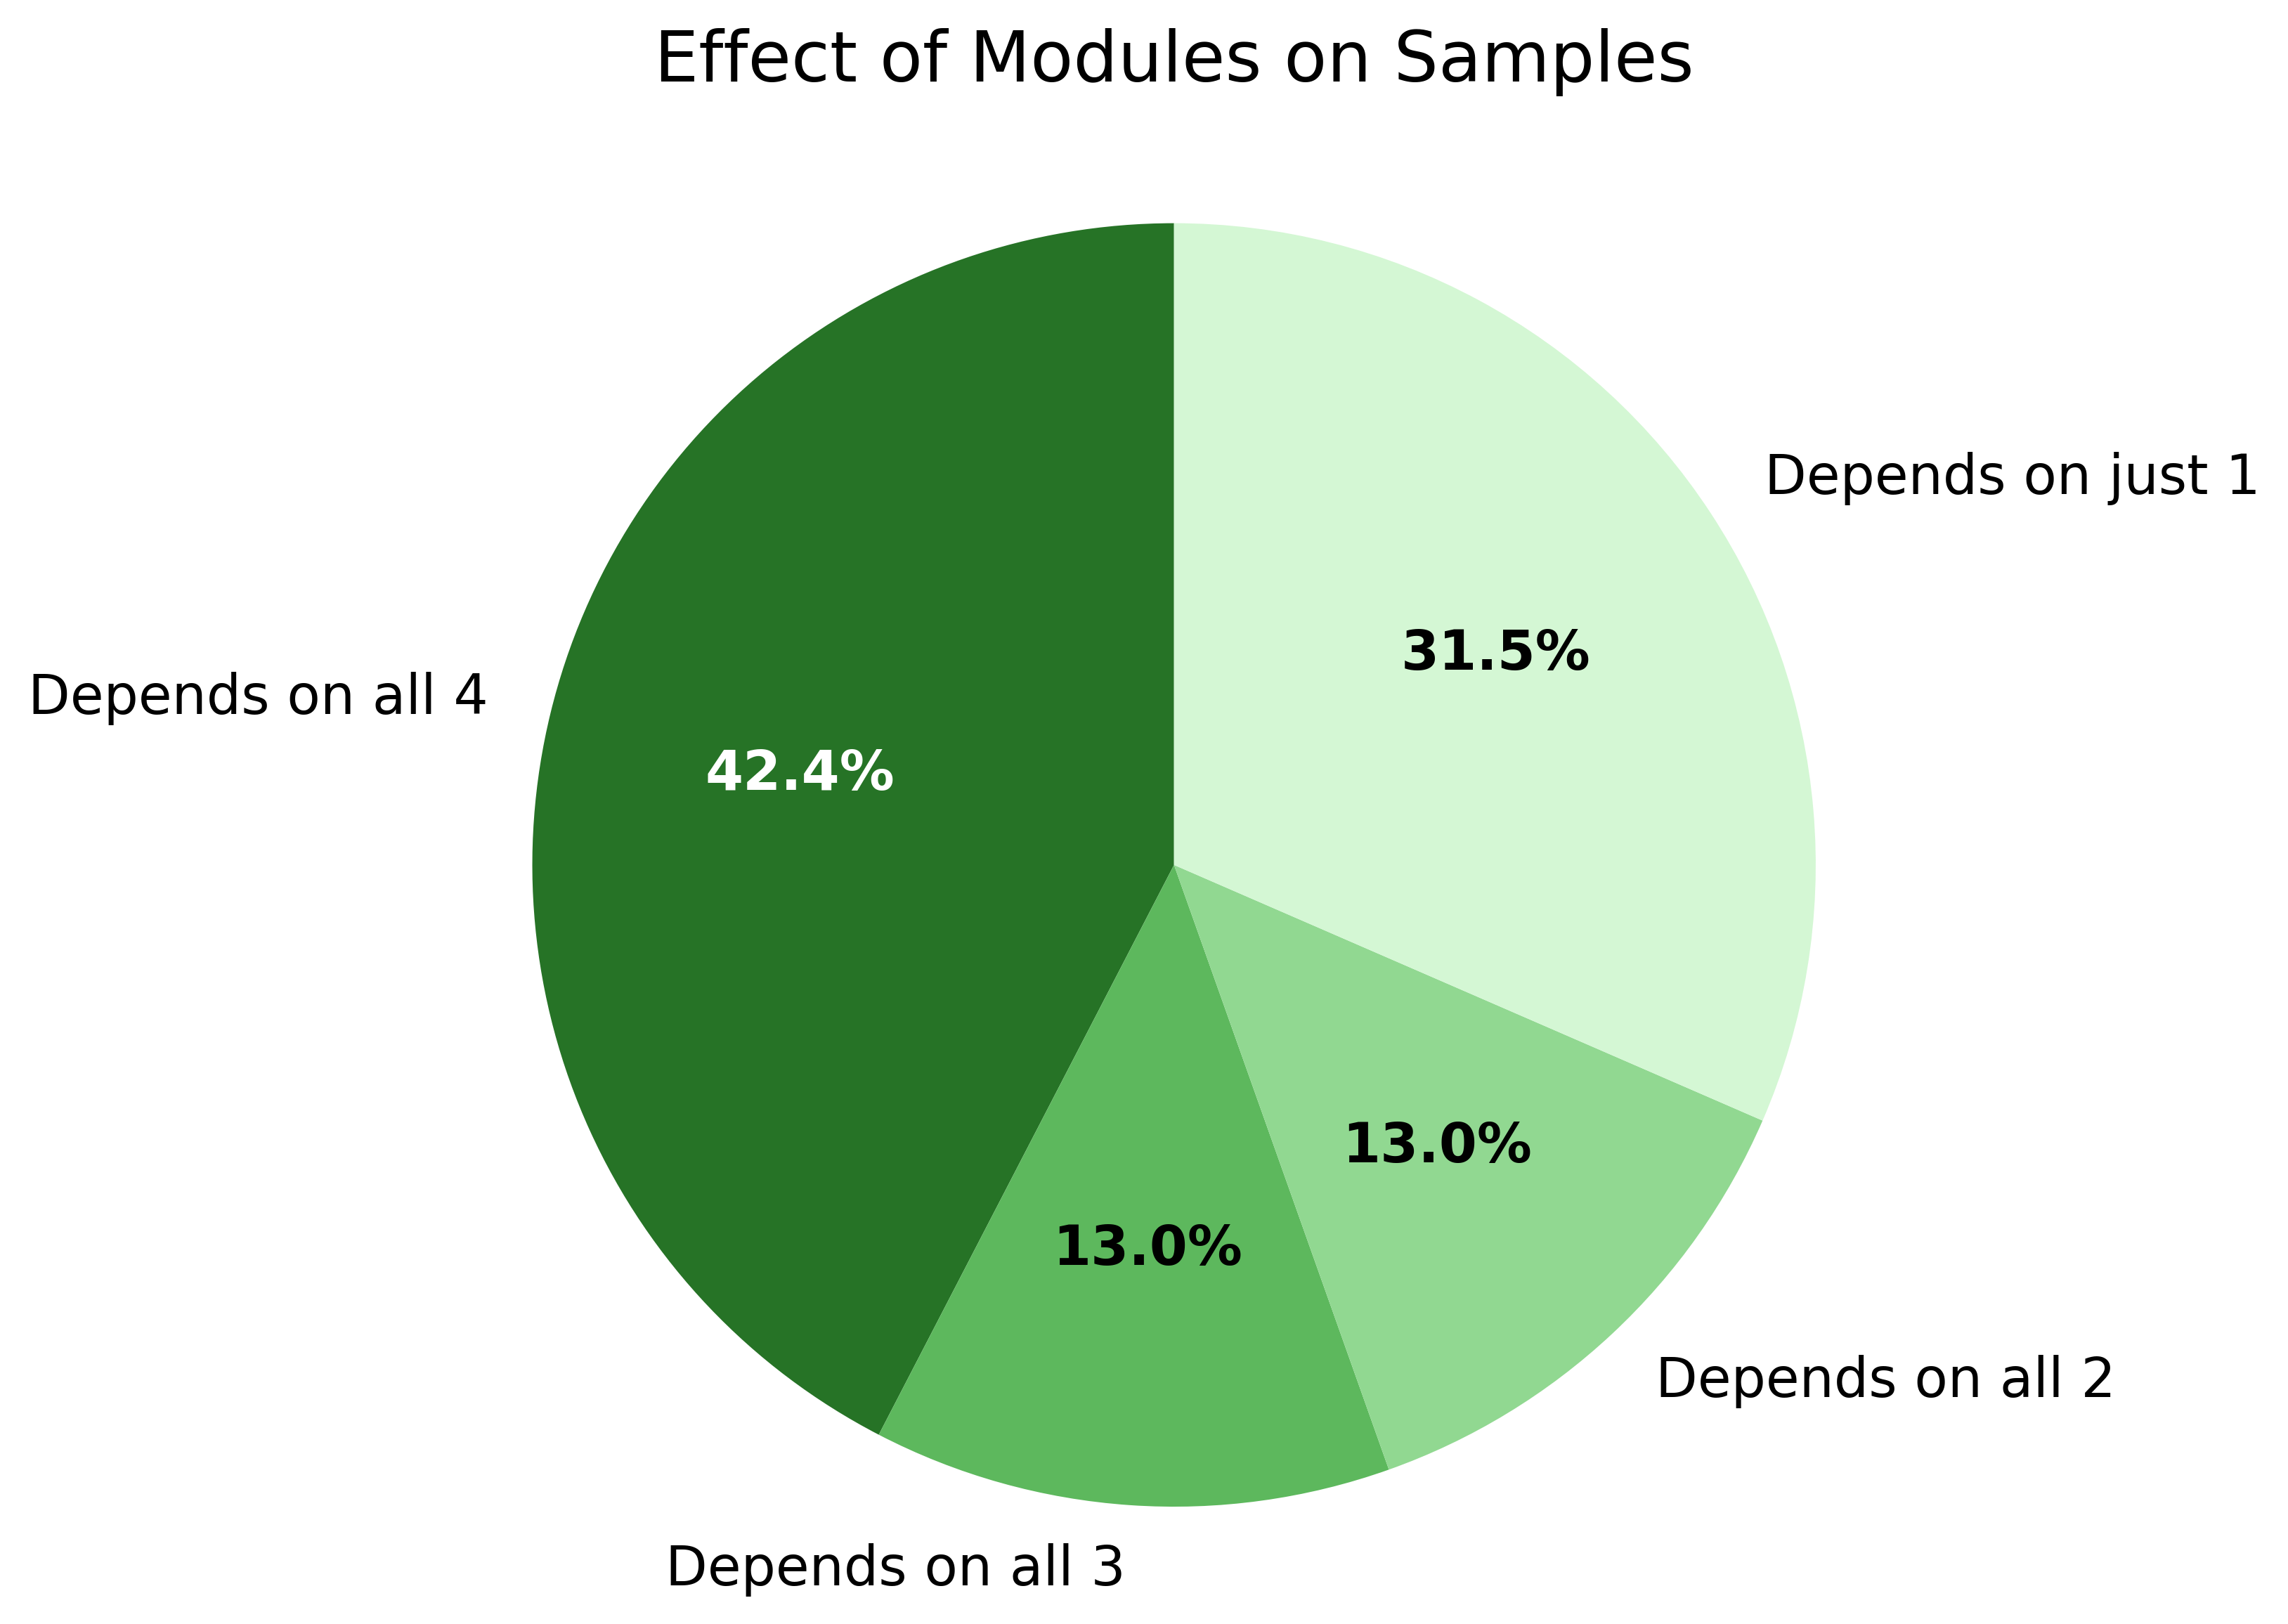 Effect of Modules on Samples
Depends on just 1
31.5%
Depends on all 4
42.4%
13.0%
13.0%
Depends on all 2
Depends on all 3